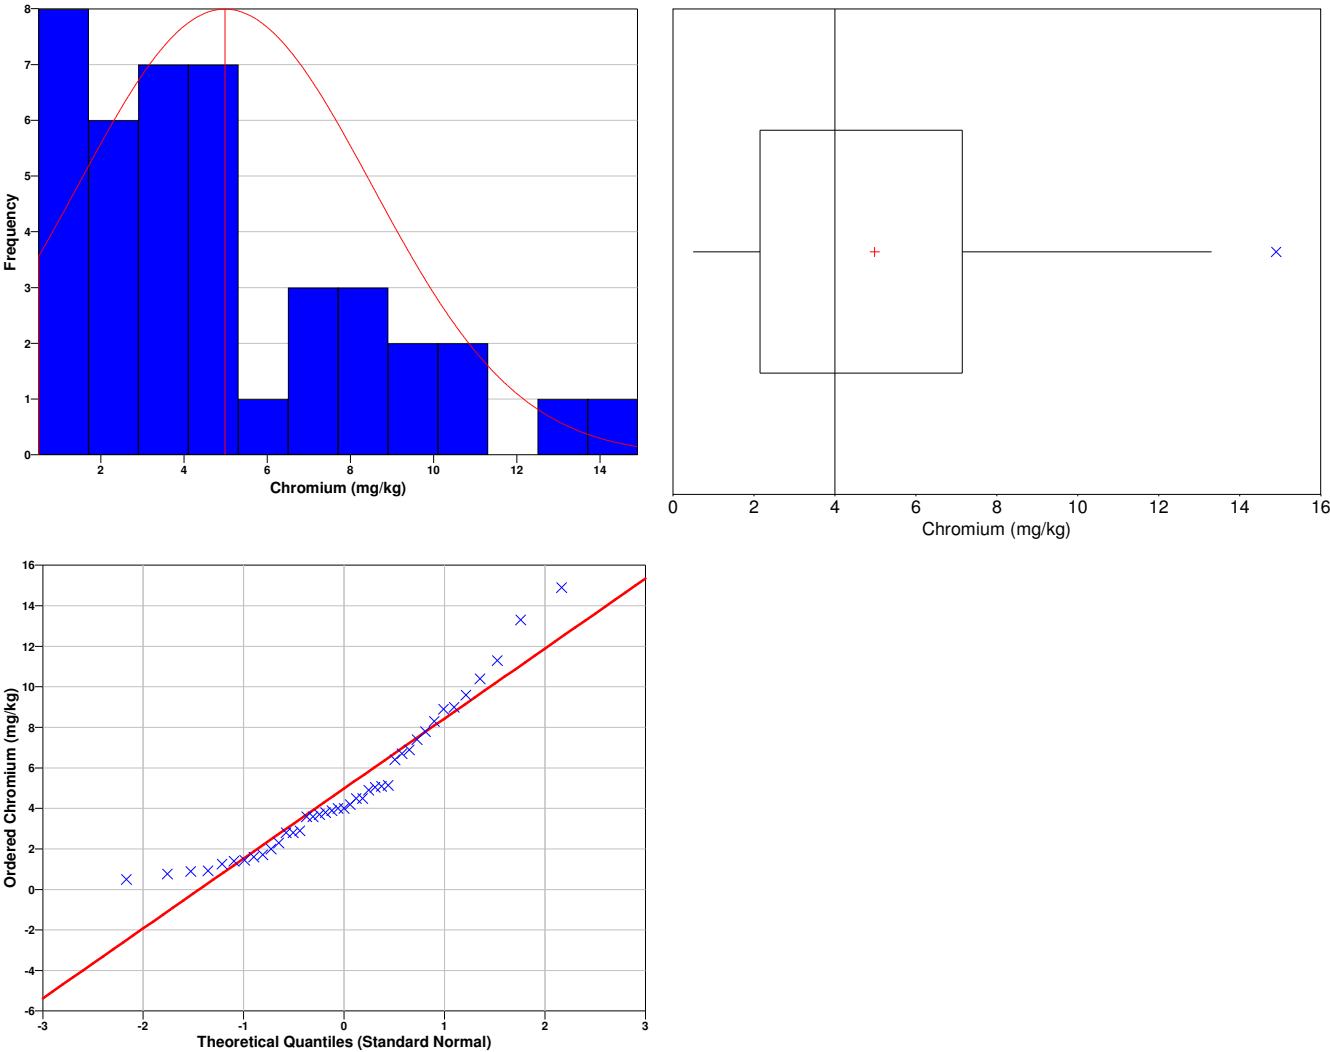 8
7
6
5
4
3
2
1
0
Frequency
2 4 6 8 10 12 14
Chromium (mg/kg)
0 2 4 6 8 10 12 14 16
Chromium (mg/kg)
16
14
12
10
8
6
4
2
0
-2
-4
-6
Ordered Chromium (mg/kg)
-3 -2 -1 0 1 2 3
Theoretical Quantiles (Standard Normal)